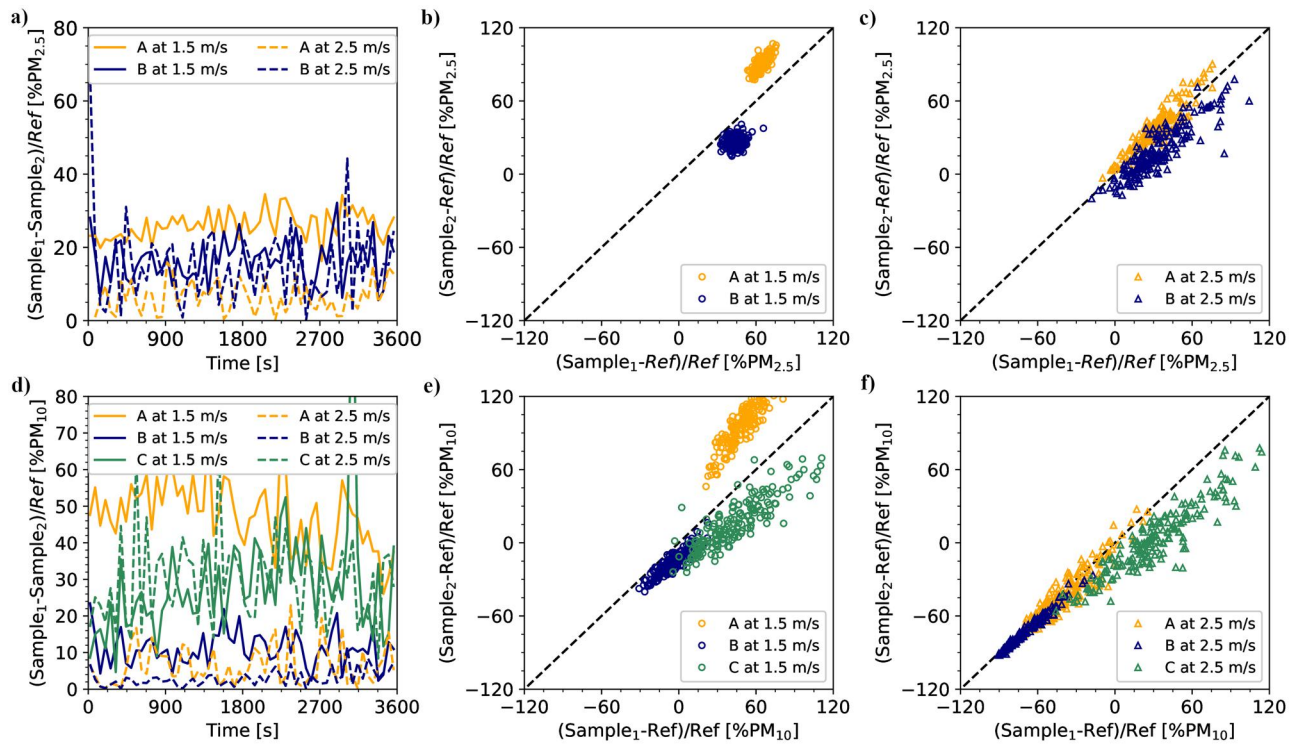 a)
80
60
40
20
0
0 900 1800 2700 3600
Time [s]
(Sample₁-Sample₂)/Ref [%PM₂.₅]
A at 1.5 m/s A at 2.5 m/s
B at 1.5 m/s B at 2.5 m/s
b)
120
60
0
−60
−120
−120 −60 0 60 120
(Sample₁-Ref)/Ref [%PM₂.₅]
(Sample₂-Ref)/Ref [%PM₂.₅]
A at 1.5 m/s
B at 1.5 m/s
c)
120
60
0
−60
−120
−120 −60 0 60 120
(Sample₁-Ref)/Ref [%PM₂.₅]
(Sample₂-Ref)/Ref [%PM₂.₅]
A at 2.5 m/s
B at 2.5 m/s
d)
80
70
60
50
40
30
20
10
0
0 900 1800 2700 3600
Time [s]
(Sample₁-Sample₂)/Ref [%PM₁₀]
A at 1.5 m/s A at 2.5 m/s
B at 1.5 m/s B at 2.5 m/s
C at 1.5 m/s C at 2.5 m/s
e)
120
60
0
−60
−120
−120 −60 0 60 120
(Sample₁-Ref)/Ref [%PM₁₀]
(Sample₂-Ref)/Ref [%PM₁₀]
A at 1.5 m/s
B at 1.5 m/s
C at 1.5 m/s
f)
120
60
0
−60
−120
−120 −60 0 60 120
(Sample₁-Ref)/Ref [%PM₁₀]
(Sample₂-Ref)/Ref [%PM₁₀]
A at 2.5 m/s
B at 2.5 m/s
C at 2.5 m/s